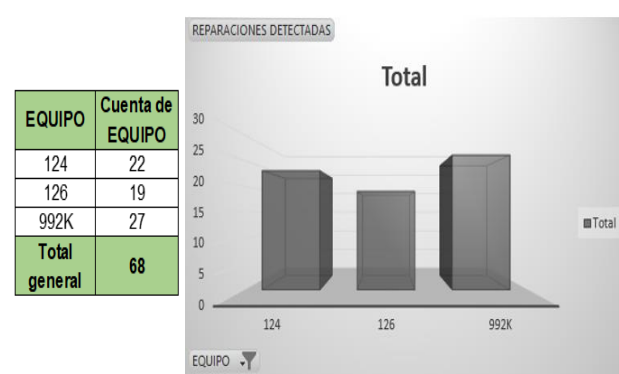 EQUIPO
Cuenta de
EQUIPO
124
22
126
19
992K
27
Total
general
68
REPARACIONES DETECTADAS
Total
30
25
20
15
10
5
0
124
126
992K
Total
EQUIPO